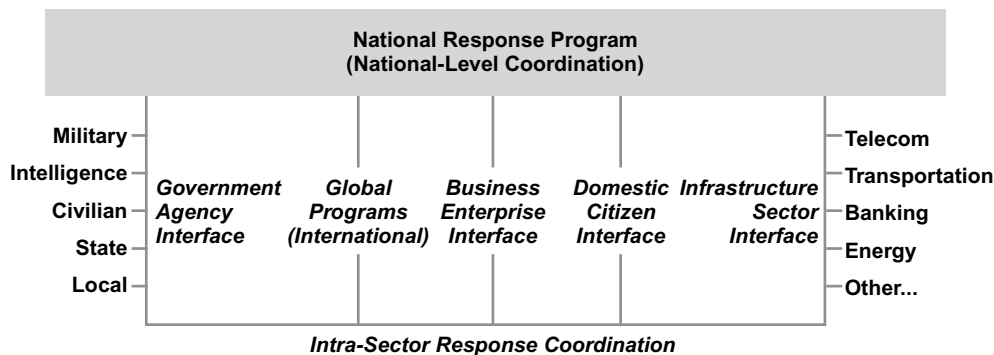 National Response Program
(National-Level Coordination)
Military
Intelligence
Civilian
State
Local
Government
Agency
Interface
Global
Programs
(International)
Business
Enterprise
Interface
Domestic
Citizen
Interface
Infrastructure
Sector
Interface
Telecom
Transportation
Banking
Energy
Other...
Intra-Sector Response Coordination